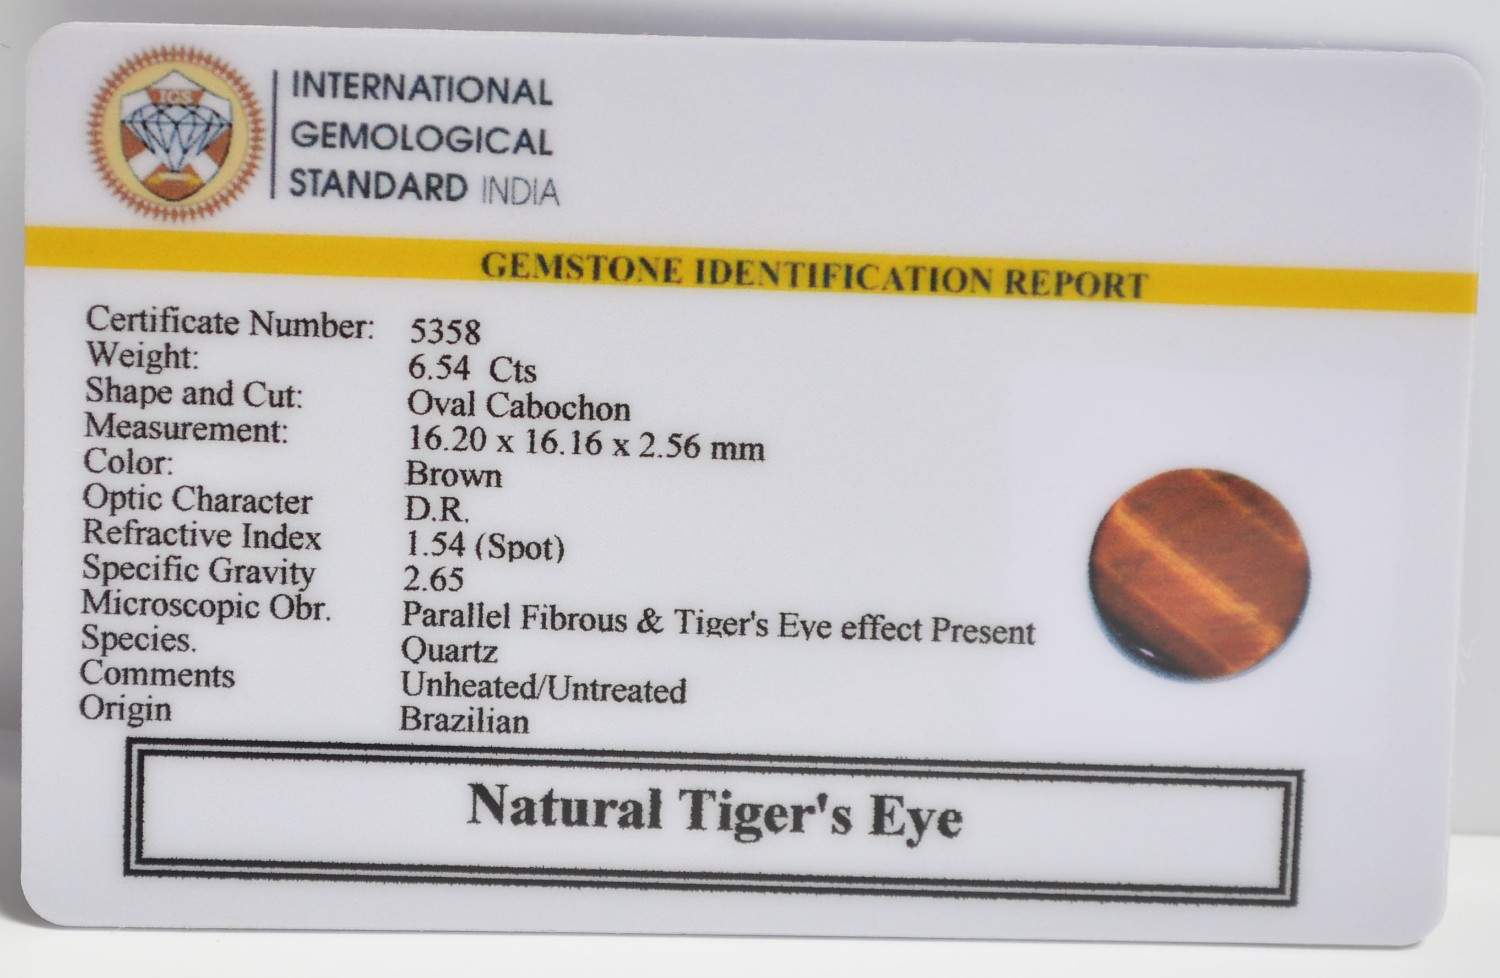 IGS
INTERNATIONAL
GEMOLOGICAL
STANDARD INDIA
GEMSTONE IDENTIFICATION REPORT
Certificate Number: 5358
Weight: 6.54 Cts
Shape and Cut: Oval Cabochon
Measurement: 16.20 x 16.16 x 2.56 mm
Color: Brown
Optic Character D.R.
Refractive Index 1.54 (Spot)
Specific Gravity 2.65
Microscopic Obr. Parallel Fibrous & Tiger's Eye effect Present
Species. Quartz
Comments Unheated/Untreated
Origin Brazilian
Natural Tiger's Eye